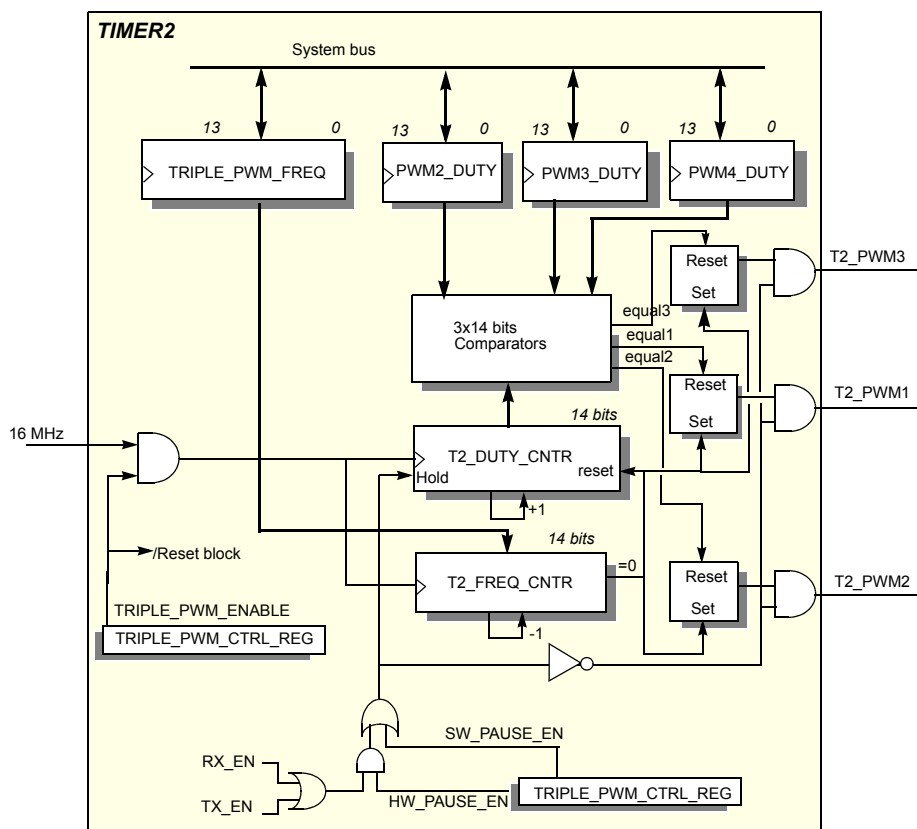 TIMER2
System bus
13 0
13 0
13 0
13 0
TRIPLE_PWM_FREQ
PWM2_DUTY
PWM3_DUTY
PWM4_DUTY
T2_PWM3
Reset
Set
3x14 bits
Comparators
equal3
equal1
equal2
Reset
Set
T2_PWM1
14 bits
16 MHz
T2_DUTY_CNTR
Hold
reset
+1
14 bits
/Reset block
T2_FREQ_CNTR
=0
-1
Reset
Set
T2_PWM2
TRIPLE_PWM_ENABLE
TRIPLE_PWM_CTRL_REG
SW_PAUSE_EN
RX_EN
TX_EN
HW_PAUSE_EN
TRIPLE_PWM_CTRL_REG